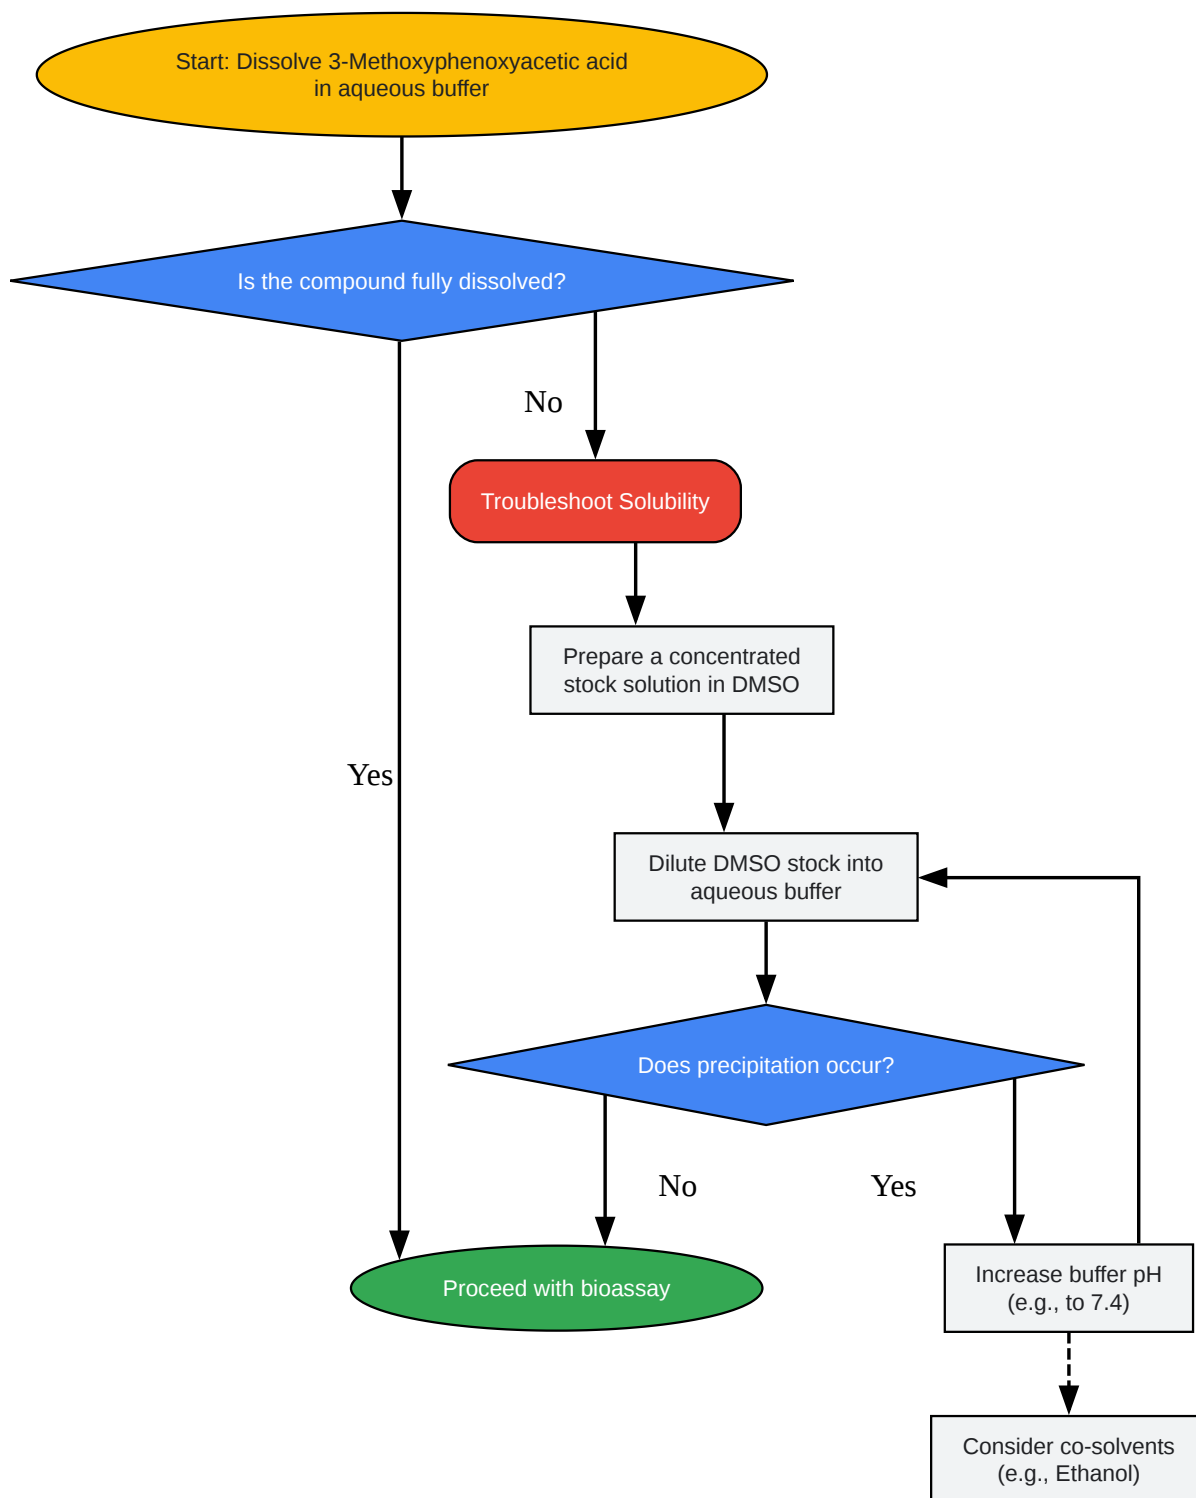 Start: Dissolve 3-Methoxyphenoxyacetic acid
in aqueous buffer
Is the compound fully dissolved?
No
Troubleshoot Solubility
Prepare a concentrated
stock solution in DMSO
Yes
Dilute DMSO stock into
aqueous buffer
Does precipitation occur?
No
Yes
Proceed with bioassay
Increase buffer pH
(e.g., to 7.4)
Consider co-solvents
(e.g., Ethanol)